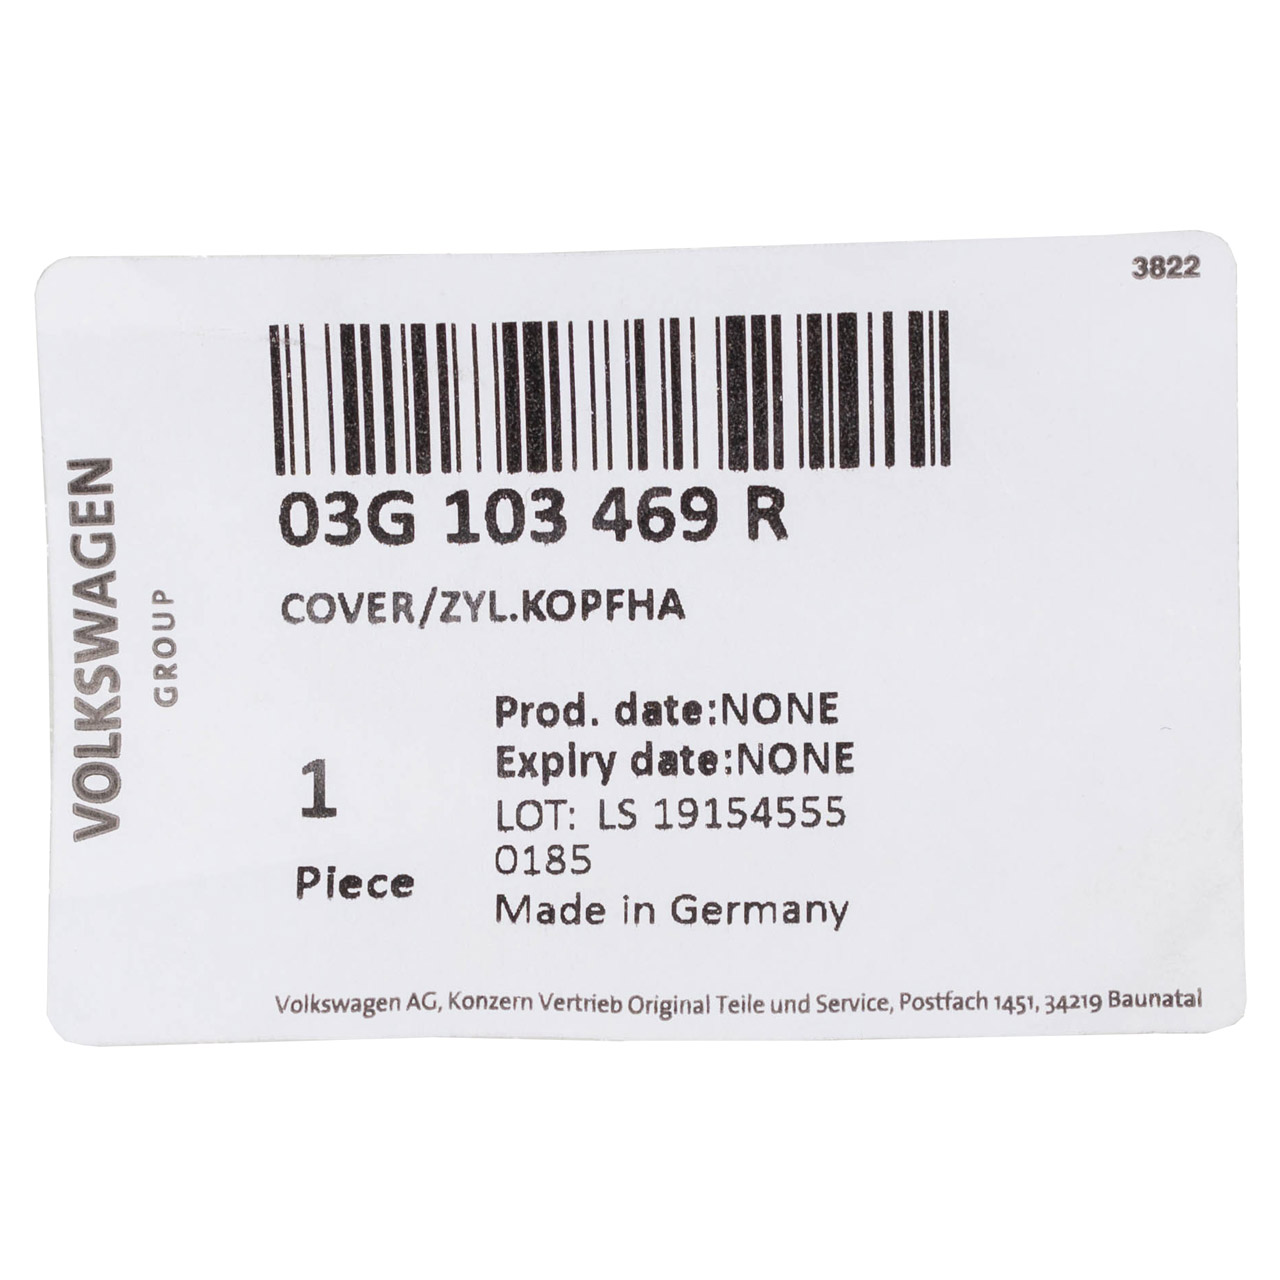 3822
VOLKSWAGEN
GROUP
03G 103 469 R
COVER/ZYL.KOPFHA
Prod. date:NONE
Expiry date:NONE
LOT: LS 19154555
0185
Made in Germany
1
Piece
Volkswagen AG, Konzern Vertrieb Original Teile und Service, Postfach 1451, 34219 Baunatal